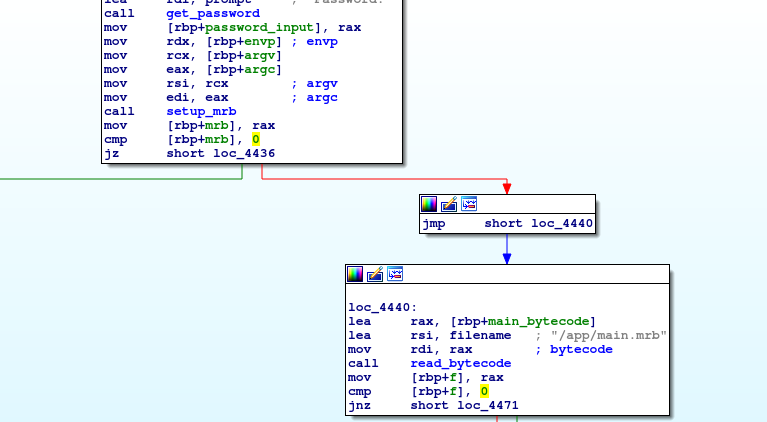 lea rdi, prompt ; "Password:
call get_password
mov [rbp+password_input], rax
mov rdx, [rbp+envp] ; envp
mov rcx, [rbp+argv]
mov eax, [rbp+argc]
mov rsi, rcx ; argv
mov edi, eax ; argc
call setup_mrb
mov [rbp+mrb], rax
cmp [rbp+mrb], 0
jz short loc_4436
jmp short loc_4440
loc_4440:
lea rax, [rbp+main_bytecode]
lea rsi, filename ; "/app/main.mrb"
mov rdi, rax ; bytecode
call read_bytecode
mov [rbp+f], rax
cmp [rbp+f], 0
jnz short loc_4471